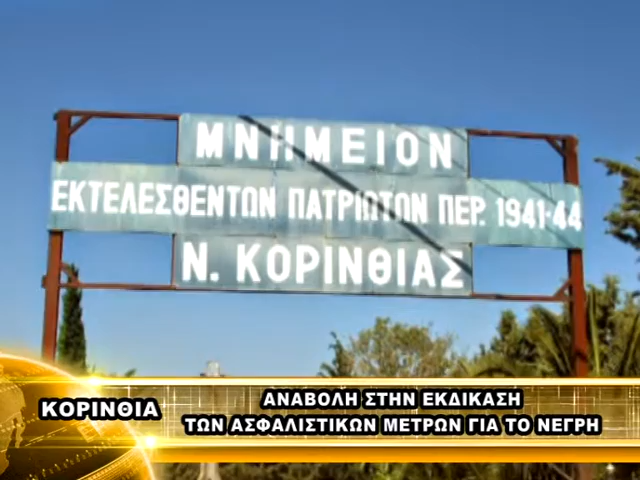 ΜΝΗΜΕΙΟΝ
ΕΚΤΕΛΕΣΘΕΝΤΩΝ ΠΑΤΡΙΩΤΩΝ ΠΕΡ. 1941-44
Ν. ΚΟΡΙΝΘΙΑΣ
ΚΟΡΙΝΘΙΑ
ΑΝΑΒΟΛΗ ΣΤΗΝ ΕΚΔΙΚΑΣΗ
ΤΩΝ ΑΣΦΑΛΙΣΤΙΚΩΝ ΜΕΤΡΩΝ ΓΙΑ ΤΟ ΝΕΓΡΗ